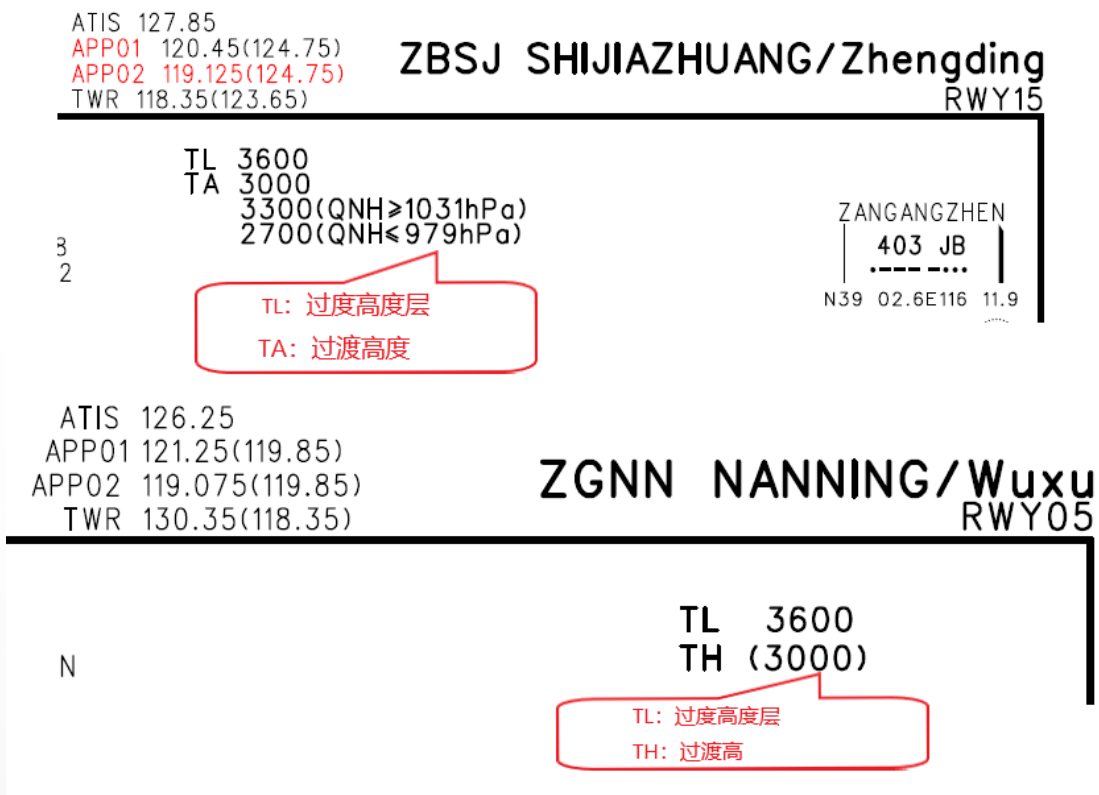 ATIS 127.85
APP01 120.45(124.75)
APP02 119.125(124.75)
TWR 118.35(123.65)
ZBSJ SHIJIAZHUANG/Zhengding
RWY15
TL 3600
TA 3000
3300(QNH≥1031hPa)
2700(QNH≤979hPa)
B
2
ZANGANGZHEN
403 JB
N39 02.6E116 11.9
TL：过度高度层
TA：过渡高度
ATIS 126.25
APP01 121.25(119.85)
APP02 119.075(119.85)
TWR 130.35(118.35)
ZGNN NANNING/Wuxu
RWY05
TL 3600
TH (3000)
N
TL：过度高度层
TH：过渡高